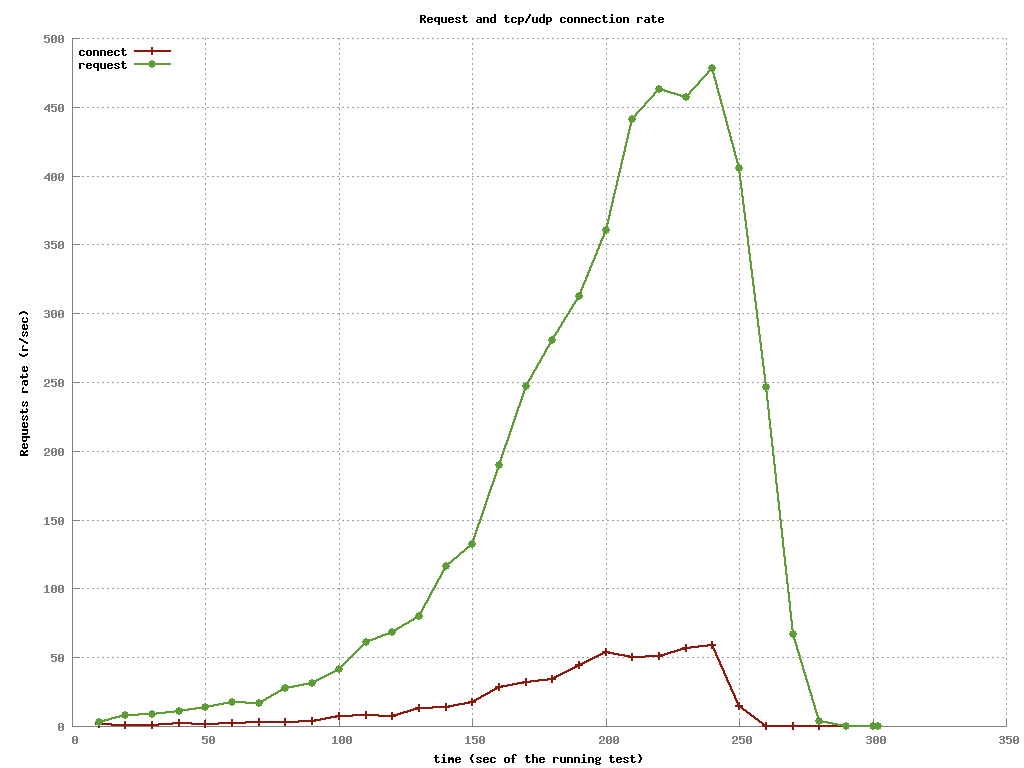 Request and tcp/udp connection rate
connect
request
500
450
400
350
300
250
200
150
100
50
0
Requests rate (r/sec)
0 50 100 150 200 250 300 350
time (sec of the running test)